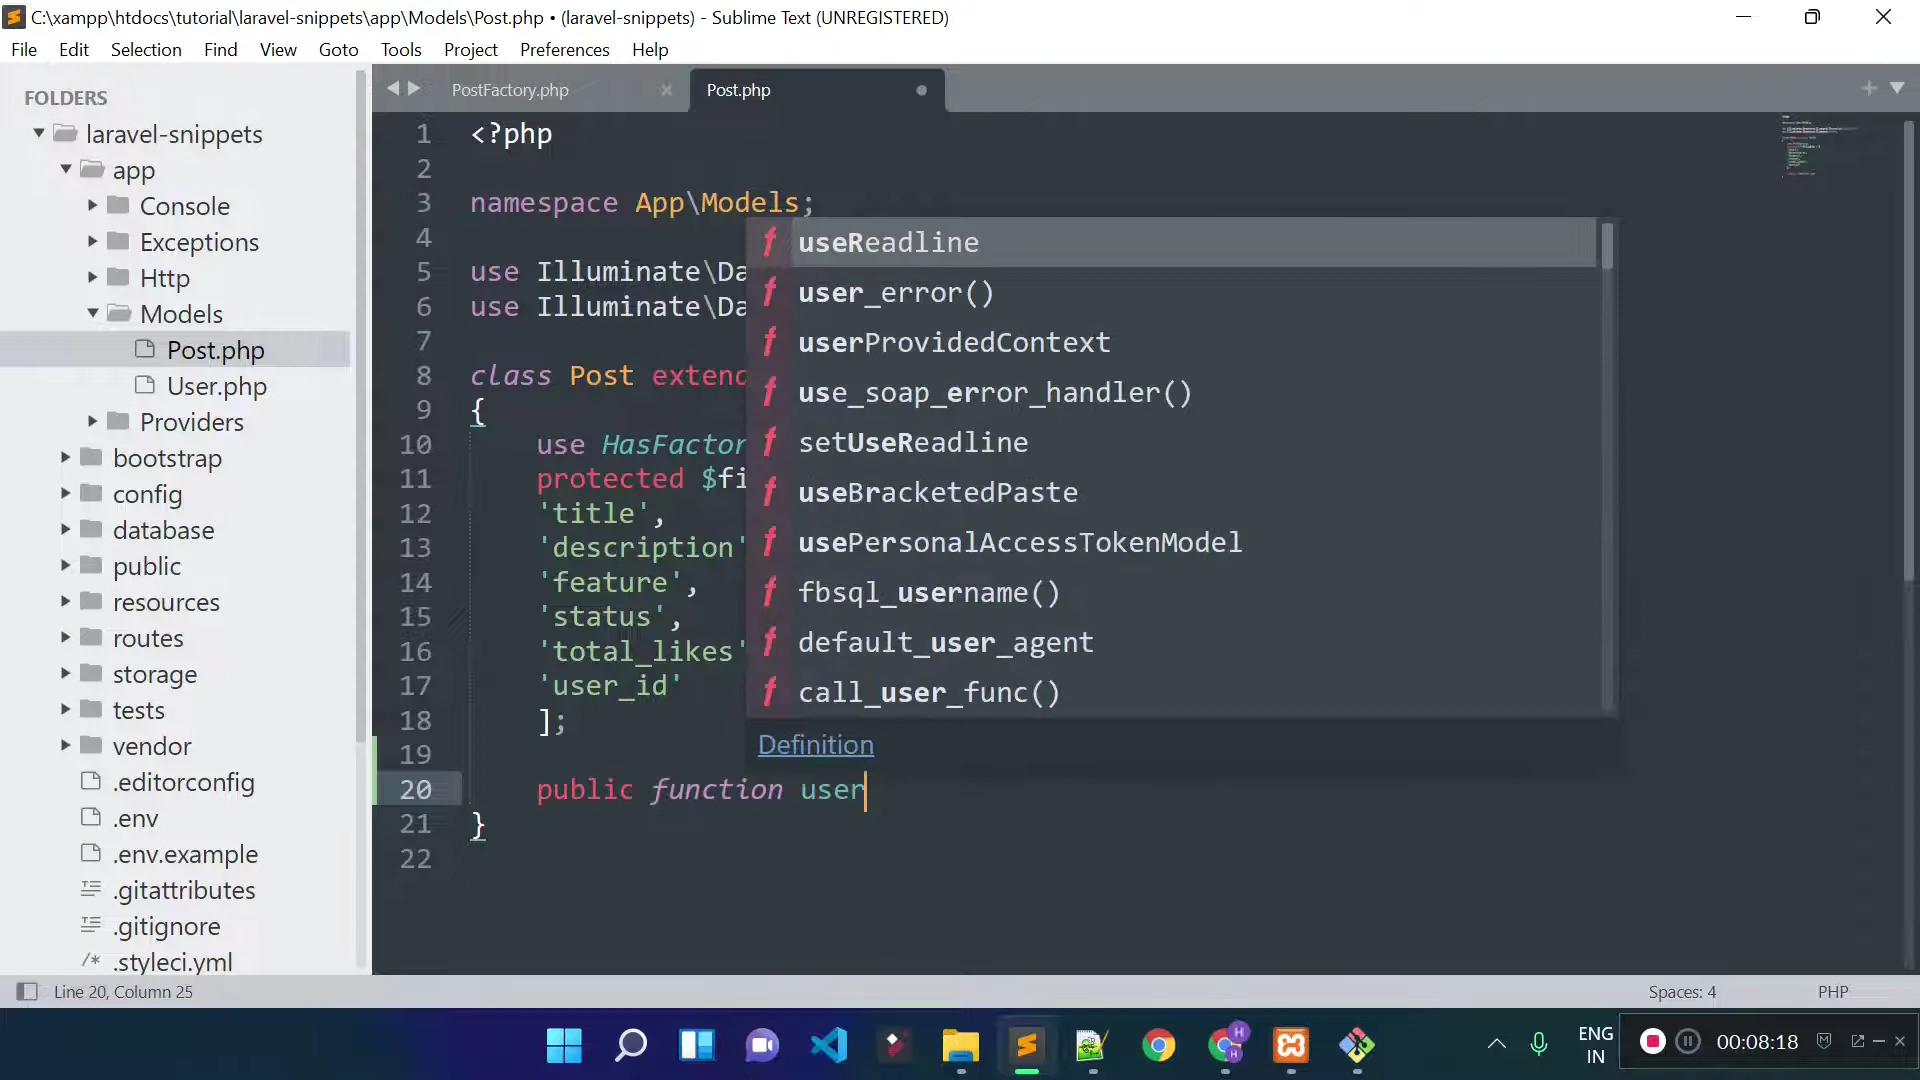 C:\xampp\htdocs\tutorial\laravel-snippets\app\Models\Post.php • (laravel-snippets) - Sublime Text (UNREGISTERED)
File Edit Selection Find View Goto Tools Project Preferences Help
FOLDERS
laravel-snippets
app
Console
Exceptions
Http
Models
Post.php
User.php
Providers
bootstrap
config
database
public
resources
routes
storage
tests
vendor
.editorconfig
.env
.env.example
.gitattributes
.gitignore
.styleci.yml
PostFactory.php
Post.php
1 <?php
2
3 namespace App\Models;
4
5 use Illuminate\Da
6 use Illuminate\Da
7
8 class Post extend
9 {
10 use HasFactor
11 protected $fi
12 'title',
13 'description'
14 'feature',
15 'status',
16 'total_likes'
17 'user_id'
18 ];
19
20 public function user
21 }
22
f useReadline
f user_error()
f userProvidedContext
f use_soap_error_handler()
f setUseReadline
f useBracketedPaste
f usePersonalAccessTokenModel
f fbsql_username()
f default_user_agent
f call_user_func()
Definition
Line 20, Column 25
Spaces: 4
PHP
ENG
IN
00:08:18